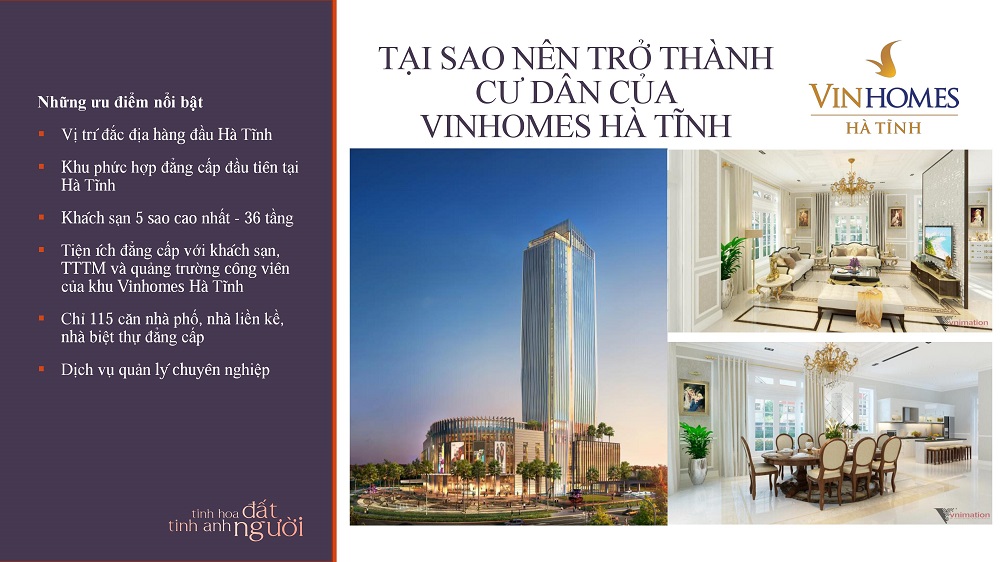 Những ưu điểm nổi bật
Vị trí đắc địa hàng đầu Hà Tĩnh
Khu phức hợp đẳng cấp đầu tiên tại
Hà Tĩnh
Khách sạn 5 sao cao nhất - 36 tầng
Tiện ích đẳng cấp với khách sạn,
TTTM và quảng trường công viên
của khu Vinhomes Hà Tĩnh
Chỉ 115 căn nhà phố, nhà liền kề,
nhà biệt thự đẳng cấp
Dịch vụ quản lý chuyên nghiệp
tinh hoa đất
tinh anh người
TẠI SAO NÊN TRỞ THÀNH
CƯ DÂN CỦA
VINHOMES HÀ TĨNH
VINHOMES
HÀ TĨNH
vnimation
vnimation